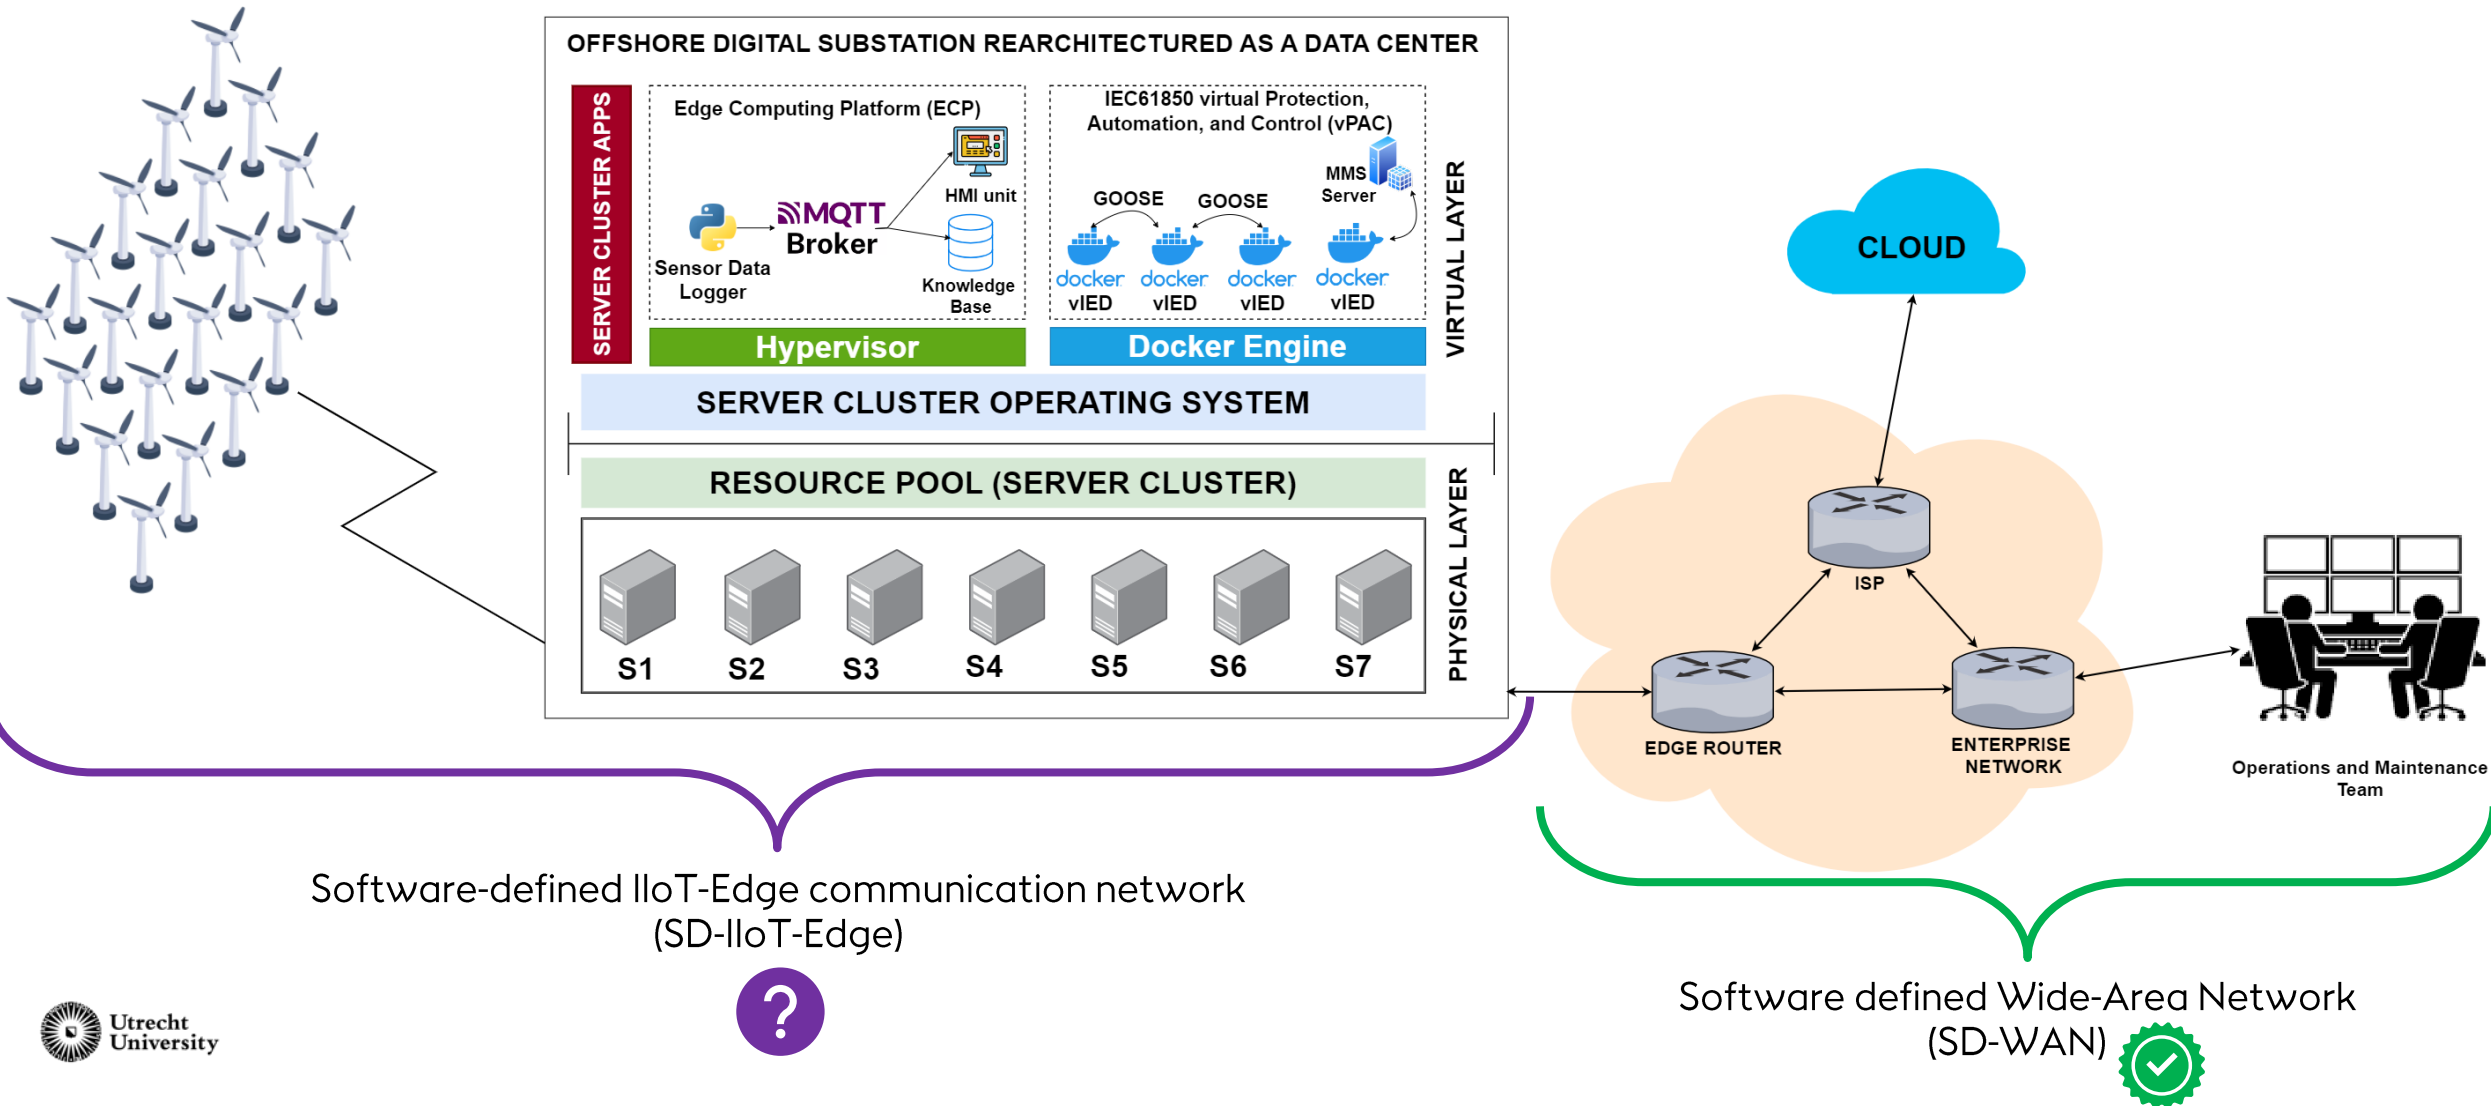 OFFSHORE DIGITAL SUBSTATION REARCHITECTURED AS A DATA CENTER
SERVER CLUSTER APPS
Edge Computing Platform (ECP)
HMI unit
MQTT
Broker
Sensor Data
Logger
Knowledge
Base
Hypervisor
IEC61850 virtual Protection,
Automation, and Control (vPAC)
MMS
Server
GOOSE
GOOSE
docker
vIED
docker
vIED
docker
vIED
docker
vIED
Docker Engine
VIRTUAL LAYER
SERVER CLUSTER OPERATING SYSTEM
RESOURCE POOL (SERVER CLUSTER)
S1
S2
S3
S4
S5
S6
S7
PHYSICAL LAYER
CLOUD
ISP
EDGE ROUTER
ENTERPRISE
NETWORK
Operations and Maintenance
Team
Software-defined IIoT-Edge communication network
(SD-IIoT-Edge)
?
Software defined Wide-Area Network
(SD-WAN)
Utrecht
University